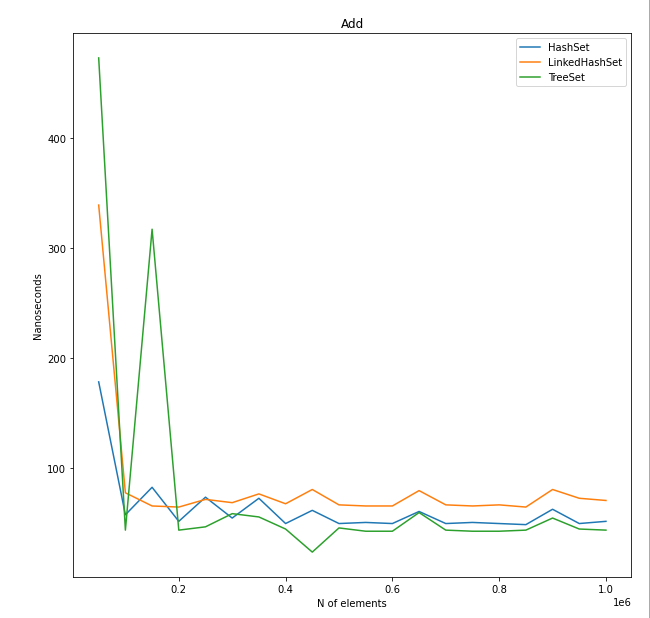 Add
HashSet
LinkedHashSet
TreeSet
400
300
200
100
Nanoseconds
0.2 0.4 0.6 0.8 1.0
1e6
N of elements